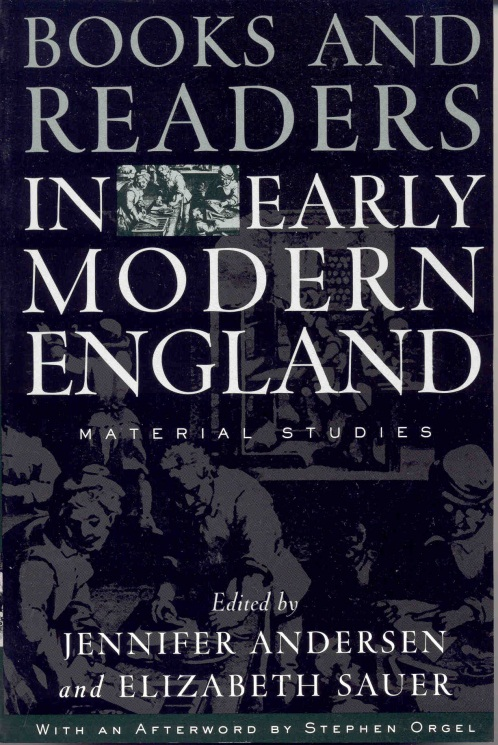 BOOKS AND
READERS
IN EARLY
MODERN
ENGLAND
MATERIAL STUDIES
Edited by
JENNIFER ANDERSEN
and ELIZABETH SAUER
WITH AN AFTERWORD BY STEPHEN ORGEL